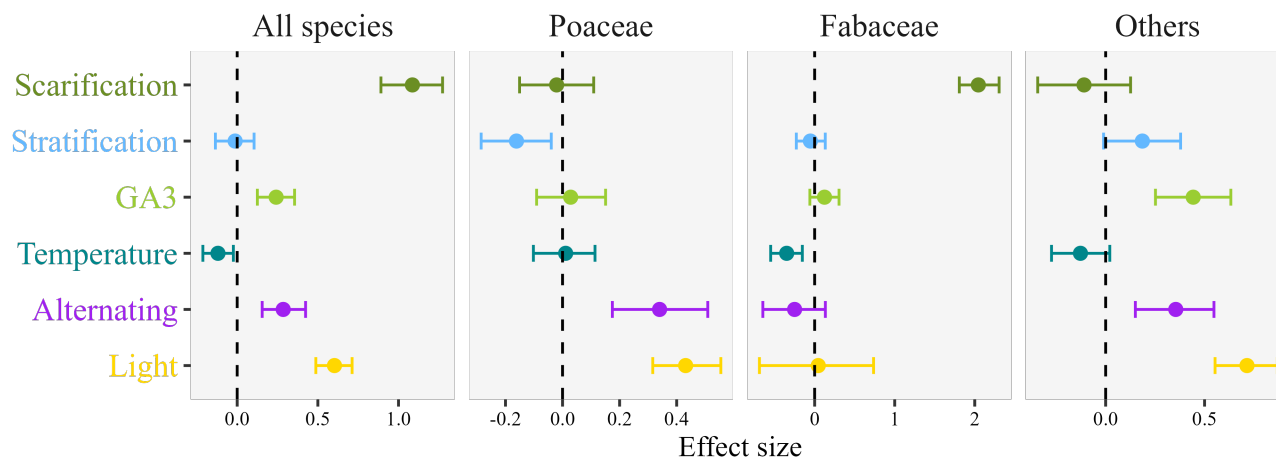 All species Poaceae Fabaceae Others
Scarification
Stratification
GA3
Temperature
Alternating
Light
0.0 0.5 1.0 -0.2 0.0 0.2 0.4 0 1 2 0.0 0.5
Effect size